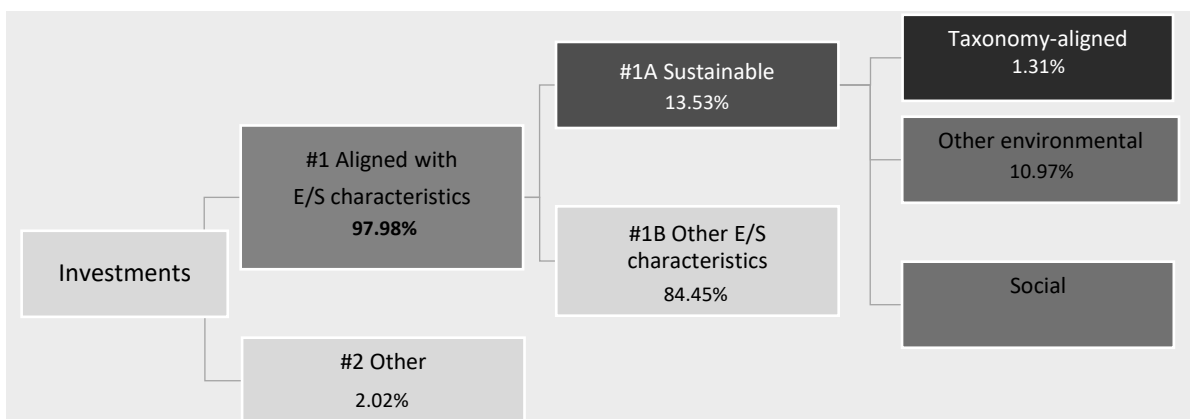 Investments
#1 Aligned with
E/S characteristics
97.98%
#2 Other
2.02%
#1A Sustainable
13.53%
#1B Other E/S
characteristics
84.45%
Taxonomy-aligned
1.31%
Other environmental
10.97%
Social